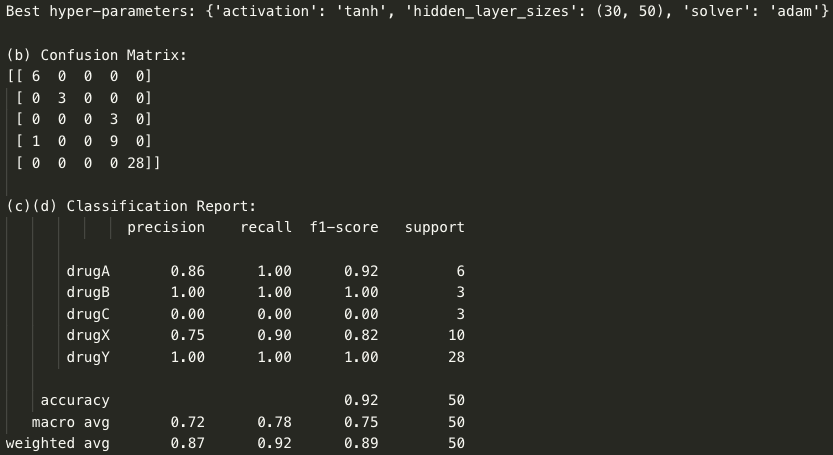 Best hyper-parameters: {'activation': 'tanh', 'hidden_layer_sizes': (30, 50), 'solver': 'adam'}
(b) Confusion Matrix:
[[ 6  0  0  0  0]
 [ 0  3  0  0  0]
 [ 0  0  0  3  0]
 [ 1  0  0  9  0]
 [ 0  0  0  0 28]]
(c)(d) Classification Report:
              precision    recall  f1-score   support
       drugA       0.86      1.00      0.92         6
       drugB       1.00      1.00      1.00         3
       drugC       0.00      0.00      0.00         3
       drugX       0.75      0.90      0.82        10
       drugY       1.00      1.00      1.00        28
    accuracy                           0.92        50
   macro avg       0.72      0.78      0.75        50
weighted avg       0.87      0.92      0.89        50